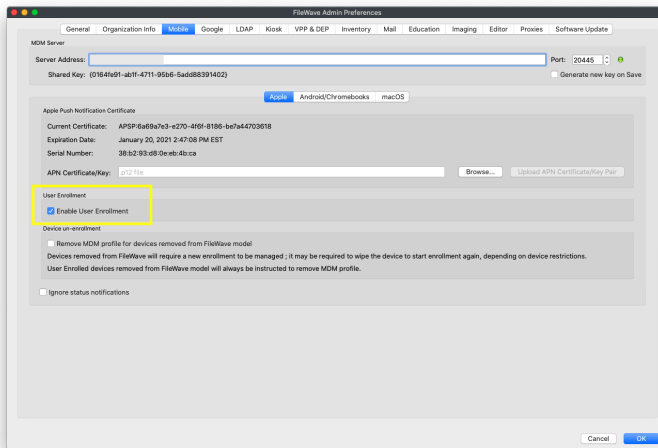 FileWave Admin Preferences
General Organization Info Mobile Google LDAP Kiosk VPP & DEP Inventory Mail Education Imaging Editor Proxies Software Update
MDM Server
Server Address: Port: 20445
Shared Key: {0164fe91-ab1f-4711-95b6-5add88391402} Generate new key on Save
Apple Android/Chromebooks macOS
Apple Push Notification Certificate
Current Certificate: APSP:6a69a7e3-e270-4f6f-8186-be7a44703618
Expiration Date: January 20, 2021 2:47:08 PM EST
Serial Number: 38:b2:93:d8:0e:eb:4b:ca
APN Certificate/Key: .p12 file Browse... Upload APN Certificate/Key Pair
User Enrollment
Enable User Enrollment
Device un-enrollment
Remove MDM profile for devices removed from FileWave model
Devices removed from FileWave will require a new enrollment to be managed ; it may be required to wipe the device to start enrollment again, depending on device restrictions.
User Enrolled devices removed from FileWave model will always be instructed to remove MDM profile.
Ignore status notifications
Cancel OK